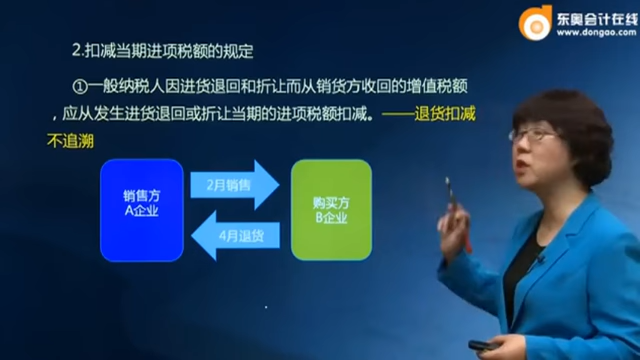 东奥会计在线
www.dongao.com
2.扣减当期进项税额的规定
①一般纳税人因进货退回和折让而从销货方收回的增值税额
，应从发生进货退回或折让当期的进项税额扣减。——退货扣减
不追溯
销售方
A企业
2月销售
4月退货
购买方
B企业